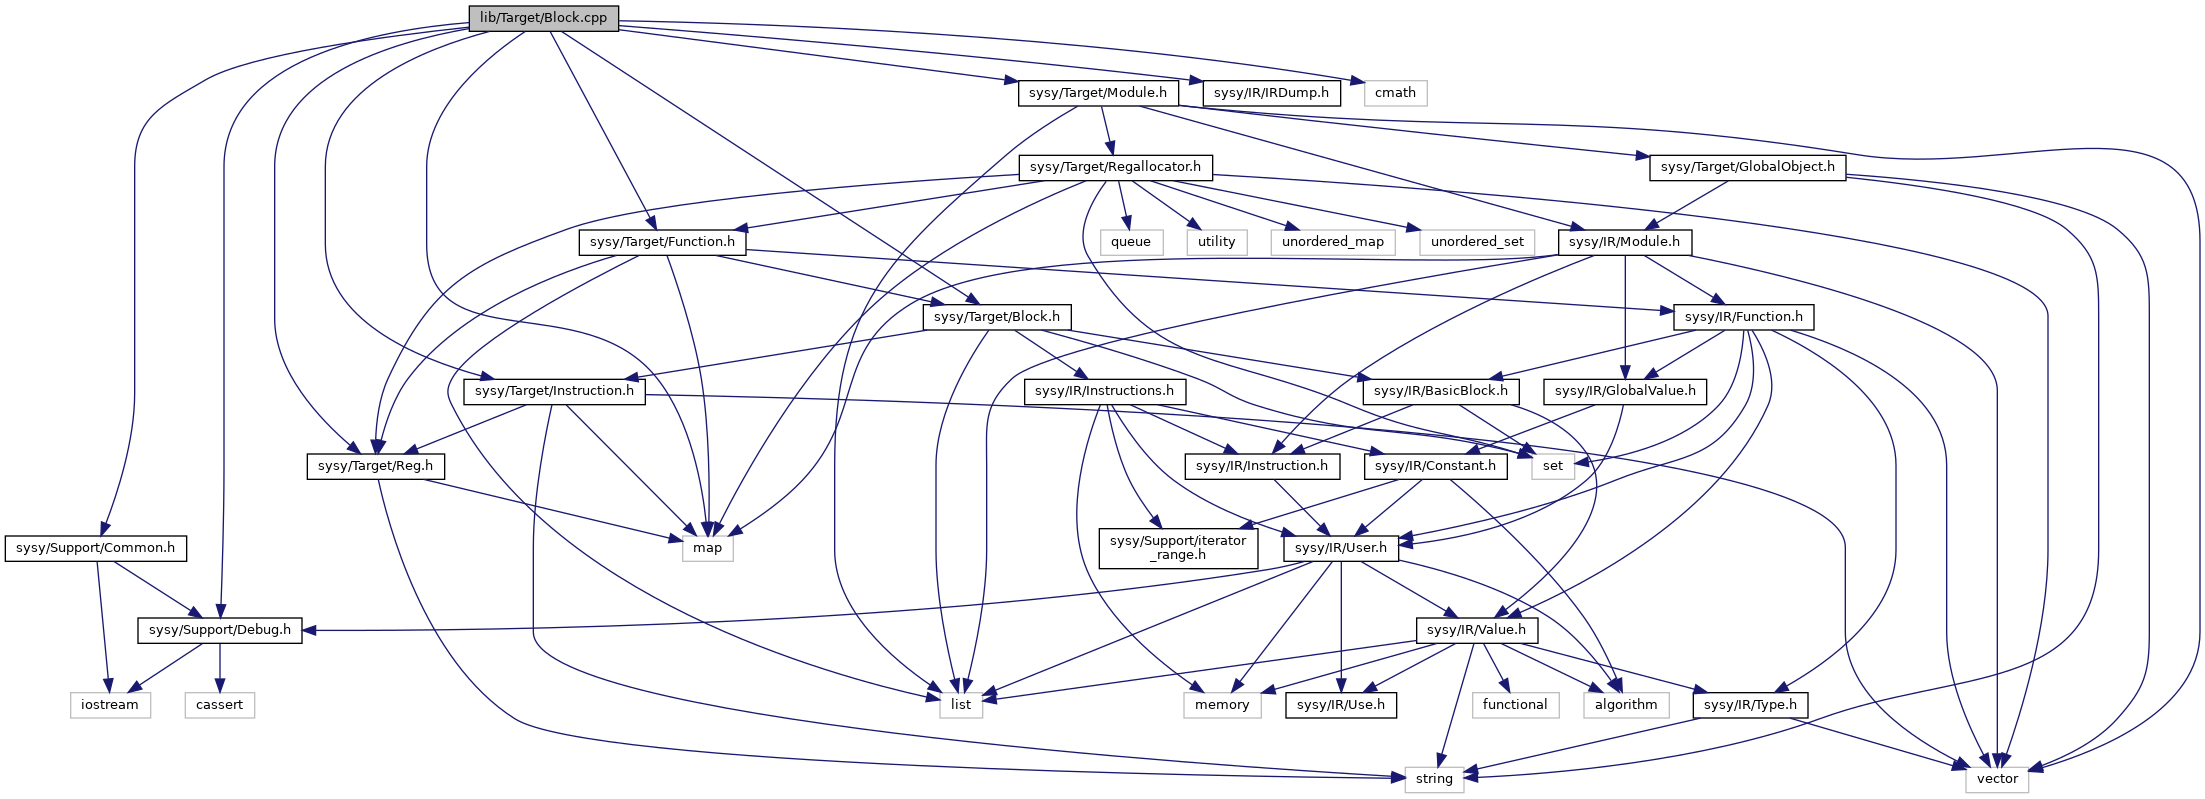 lib/Target/Block.cpp
sysy/Target/Module.h
sysy/IR/IRDump.h
cmath
sysy/Target/Regallocator.h
sysy/Target/GlobalObject.h
sysy/Target/Function.h
queue
utility
unordered_map
unordered_set
sysy/IR/Module.h
sysy/Target/Block.h
sysy/IR/Function.h
sysy/Target/Instruction.h
sysy/IR/Instructions.h
sysy/IR/BasicBlock.h
sysy/IR/GlobalValue.h
sysy/Target/Reg.h
sysy/IR/Instruction.h
sysy/IR/Constant.h
set
sysy/Support/Common.h
map
sysy/Support/iterator
_range.h
sysy/IR/User.h
sysy/Support/Debug.h
sysy/IR/Value.h
iostream
cassert
list
memory
sysy/IR/Use.h
functional
algorithm
sysy/IR/Type.h
string
vector